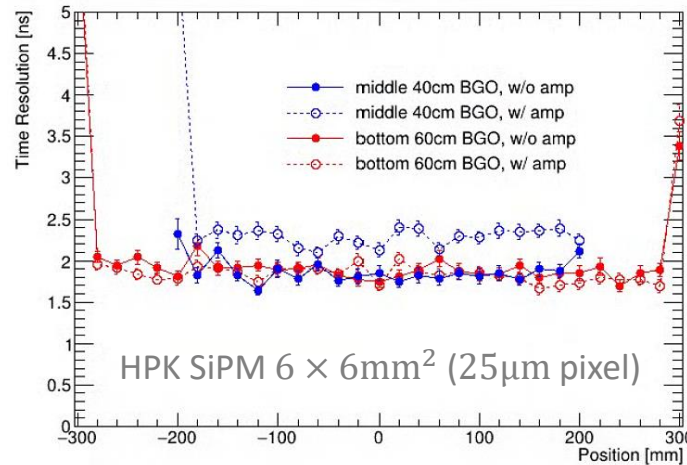 Time Resolution [ns]
5
4.5
4
3.5
3
2.5
2
1.5
1
0.5
0
middle 40cm BGO, w/o amp
middle 40cm BGO, w/ amp
bottom 60cm BGO, w/o amp
bottom 60cm BGO, w/ amp
HPK SiPM 6 × 6mm² (25μm pixel)
−300 −200 −100 0 100 200 300
Position [mm]